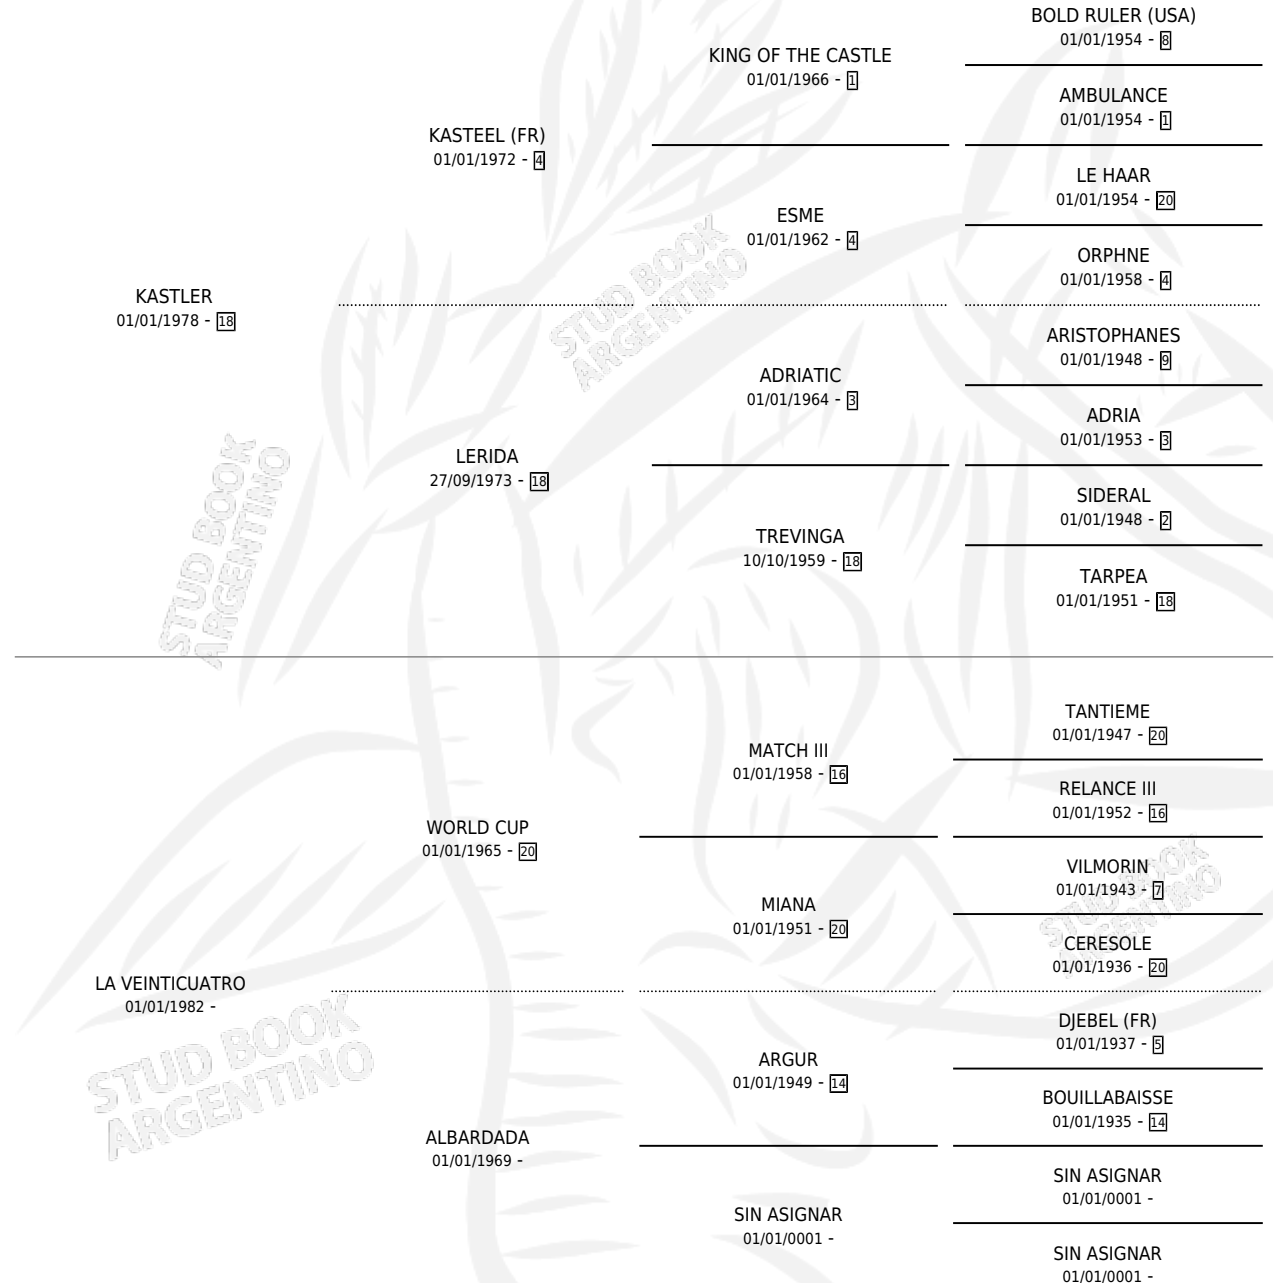 BOLD RULER (USA)
01/01/1954 - 8
KING OF THE CASTLE
01/01/1966 - 1
AMBULANCE
01/01/1954 - 1
KASTEEL (FR)
01/01/1972 - 4
LE HAAR
01/01/1954 - 20
ESME
01/01/1962 - 4
ORPHNE
01/01/1958 - 4
KASTLER
01/01/1978 - 18
STUD BOOK
ARGENTINO
ARISTOPHANES
01/01/1948 - 9
ADRIATIC
01/01/1964 - 3
ADRIA
01/01/1953 - 3
LERIDA
27/09/1973 - 18
SIDERAL
01/01/1948 - 2
TREVINGA
10/10/1959 - 18
TARPEA
01/01/1951 - 18
STUD BOOK
ARGENTINO
TANTIEME
01/01/1947 - 20
MATCH III
01/01/1958 - 16
RELANCE III
01/01/1952 - 16
WORLD CUP
01/01/1965 - 20
VILMORIN
01/01/1943 - 7
MIANA
01/01/1951 - 20
CERESOLE
01/01/1936 - 20
STUD BOOK
ARGENTINO
LA VEINTICUATRO
01/01/1982 -
DJEBEL (FR)
01/01/1937 - 5
ARGUR
01/01/1949 - 14
BOUILLABAISSE
01/01/1935 - 14
STUD BOOK
ARGENTINO
ALBARDADA
01/01/1969 -
SIN ASIGNAR
01/01/0001 -
SIN ASIGNAR
01/01/0001 -
SIN ASIGNAR
01/01/0001 -